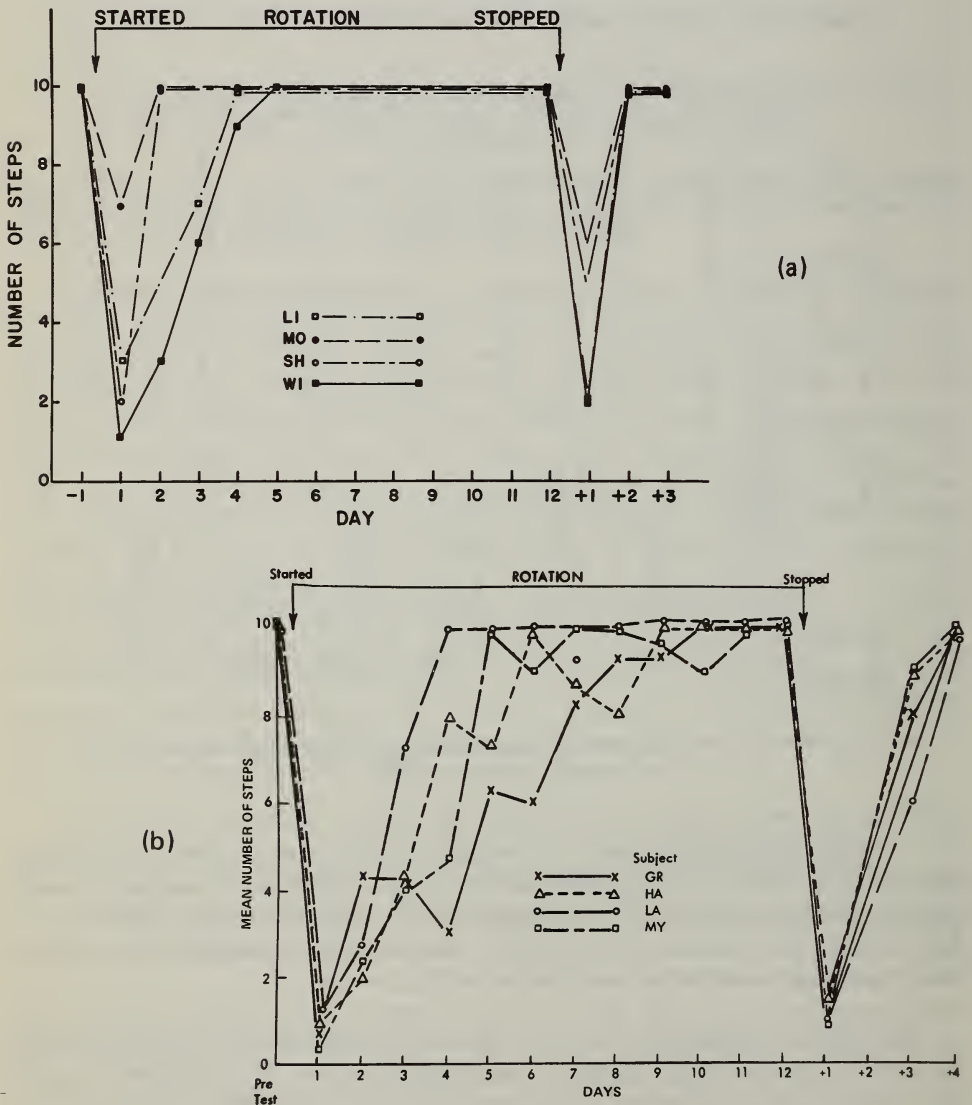 STARTED ROTATION STOPPED
NUMBER OF STEPS
10
8
6
4
2
0
(a)
LI
MO
SH
WI
-1 1 2 3 4 5 6 7 8 9 10 11 12 +1 +2 +3
DAY
Started ROTATION Stopped
MEAN NUMBER OF STEPS
10
8
6
4
2
0
(b)
Subject
GR
HA
LA
MY
Pre Test 1 2 3 4 5 6 7 8 9 10 11 12 +1 +2 +3 +4
DAYS